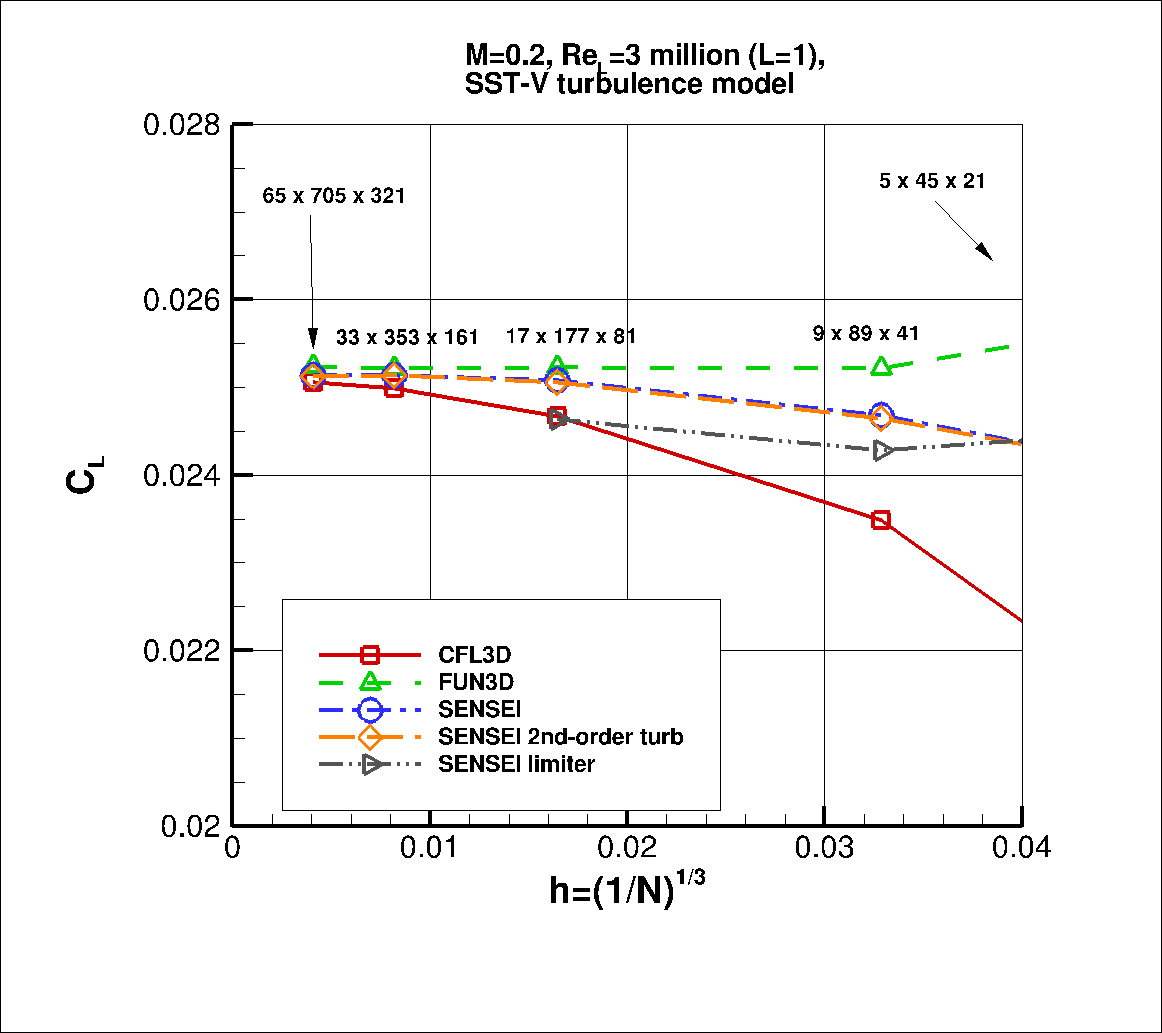 M=0.2, Re_L=3 million (L=1),
SST-V turbulence model
0.028
65 x 705 x 321
5 x 45 x 21
0.026
33 x 353 x 161
17 x 177 x 81
9 x 89 x 41
C_L
0.024
0.022
CFL3D
FUN3D
SENSEI
SENSEI 2nd-order turb
SENSEI limiter
0.02
0
0.01
0.02
0.03
0.04
h=(1/N)^1/3